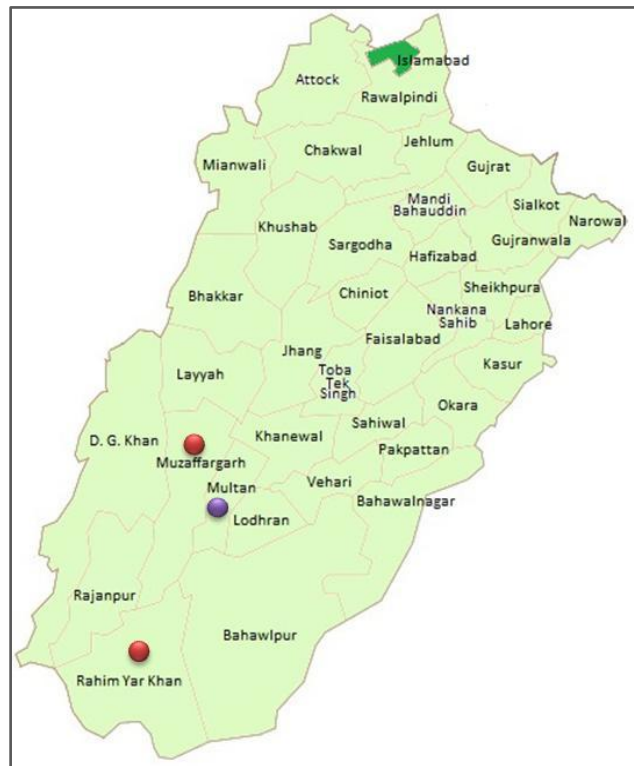 Islamabad
Attock
Rawalpindi
Jehlum
Chakwal
Mianwali
Gujrat
Mandi
Bahauddin
Sialkot
Narowal
Khushab
Sargodha
Gujranwala
Hafizabad
Sheikhpura
Bhakkar
Chiniot
Nankana
Sahib
Lahore
Faisalabad
Jhang
Kasur
Layyah
Toba
Tek
Singh
Okara
Sahiwal
D. G. Khan
Khanewal
Pakpattan
Muzaffargarh
Vehari
Multan
Bahawalnagar
Lodhran
Rajanpur
Bahawlpur
Rahim Yar Khan